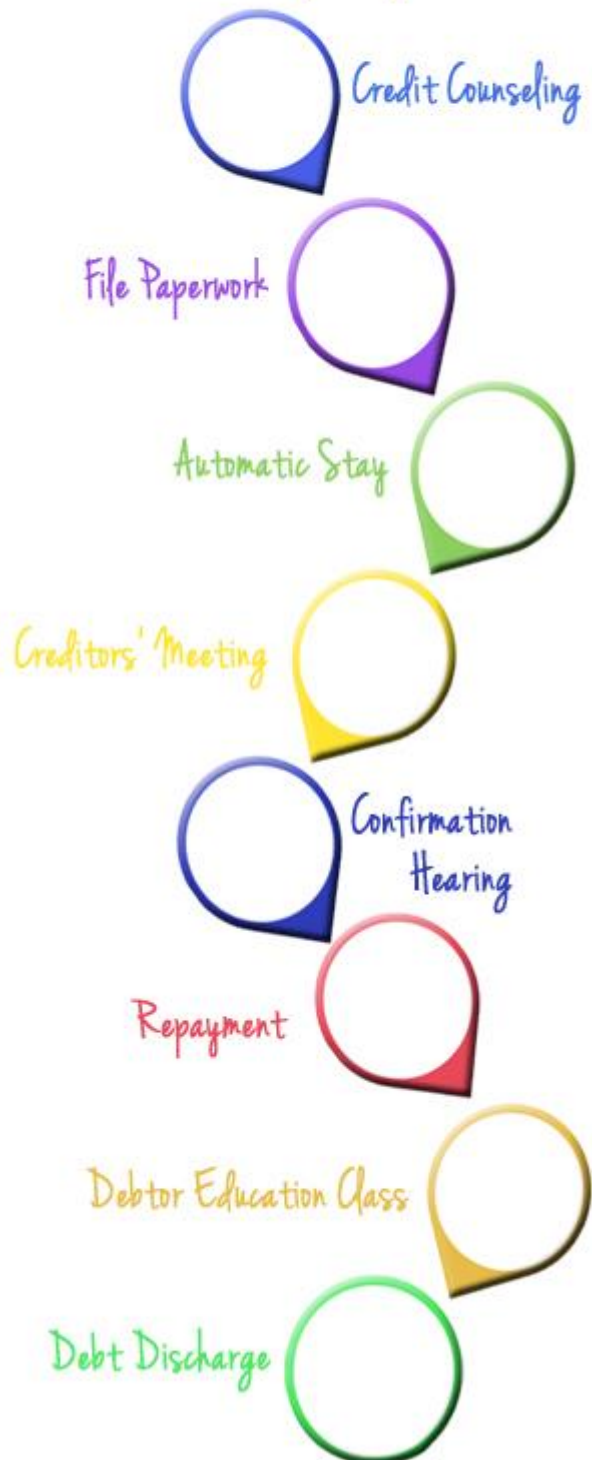 Credit Counseling
File Paperwork
Automatic Stay
Creditors' Meeting
Confirmation
Hearing
Repayment
Debtor Education Class
Debt Discharge